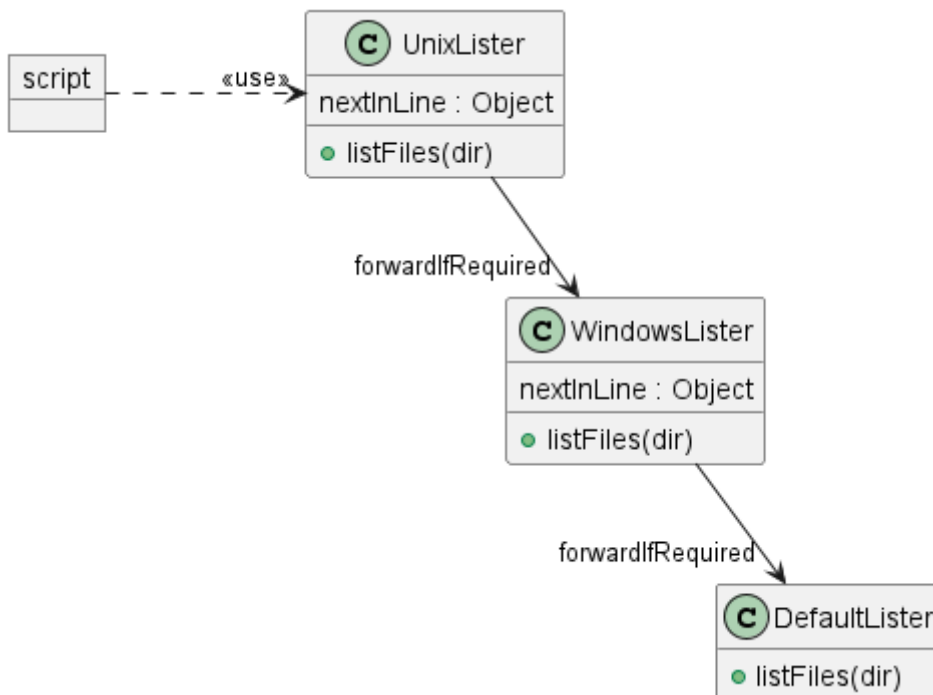 C UnixLister
script
«use»
nextInLine : Object
listFiles(dir)
forwardIfRequired
C WindowsLister
nextInLine : Object
listFiles(dir)
forwardIfRequired
C DefaultLister
listFiles(dir)